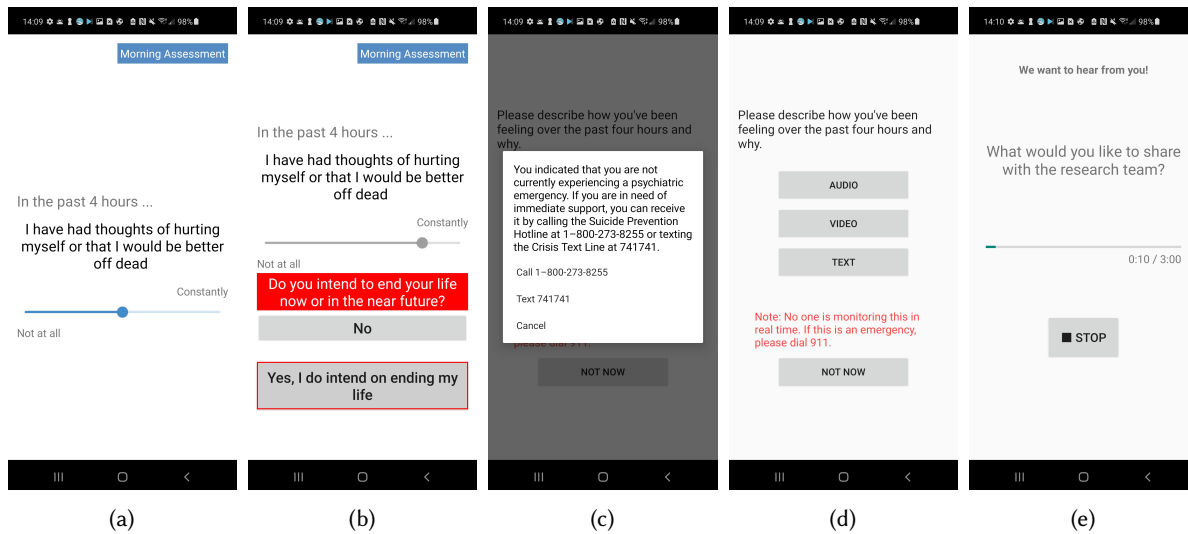 14:09 98%
Morning Assessment
In the past 4 hours ...
I have had thoughts of hurting
myself or that I would be better
off dead
Constantly
Not at all
(a)
14:09 98%
Morning Assessment
In the past 4 hours ...
I have had thoughts of hurting
myself or that I would be better
off dead
Constantly
Not at all
Do you intend to end your life
now or in the near future?
No
Yes, I do intend on ending my
life
(b)
14:09 98%
Please describe how you've been
feeling over the past four hours and
why.
You indicated that you are not
currently experiencing a psychiatric
emergency. If you are in need of
immediate support, you can receive
it by calling the Suicide Prevention
Hotline at 1–800-273-8255 or texting
the Crisis Text Line at 741741.
Call 1–800-273-8255
Text 741741
Cancel
please dial 911.
NOT NOW
(c)
14:09 98%
Please describe how you've been
feeling over the past four hours and
why.
AUDIO
VIDEO
TEXT
Note: No one is monitoring this in
real time. If this is an emergency,
please dial 911.
NOT NOW
(d)
14:10 98%
We want to hear from you!
What would you like to share
with the research team?
0:10 / 3:00
STOP
(e)